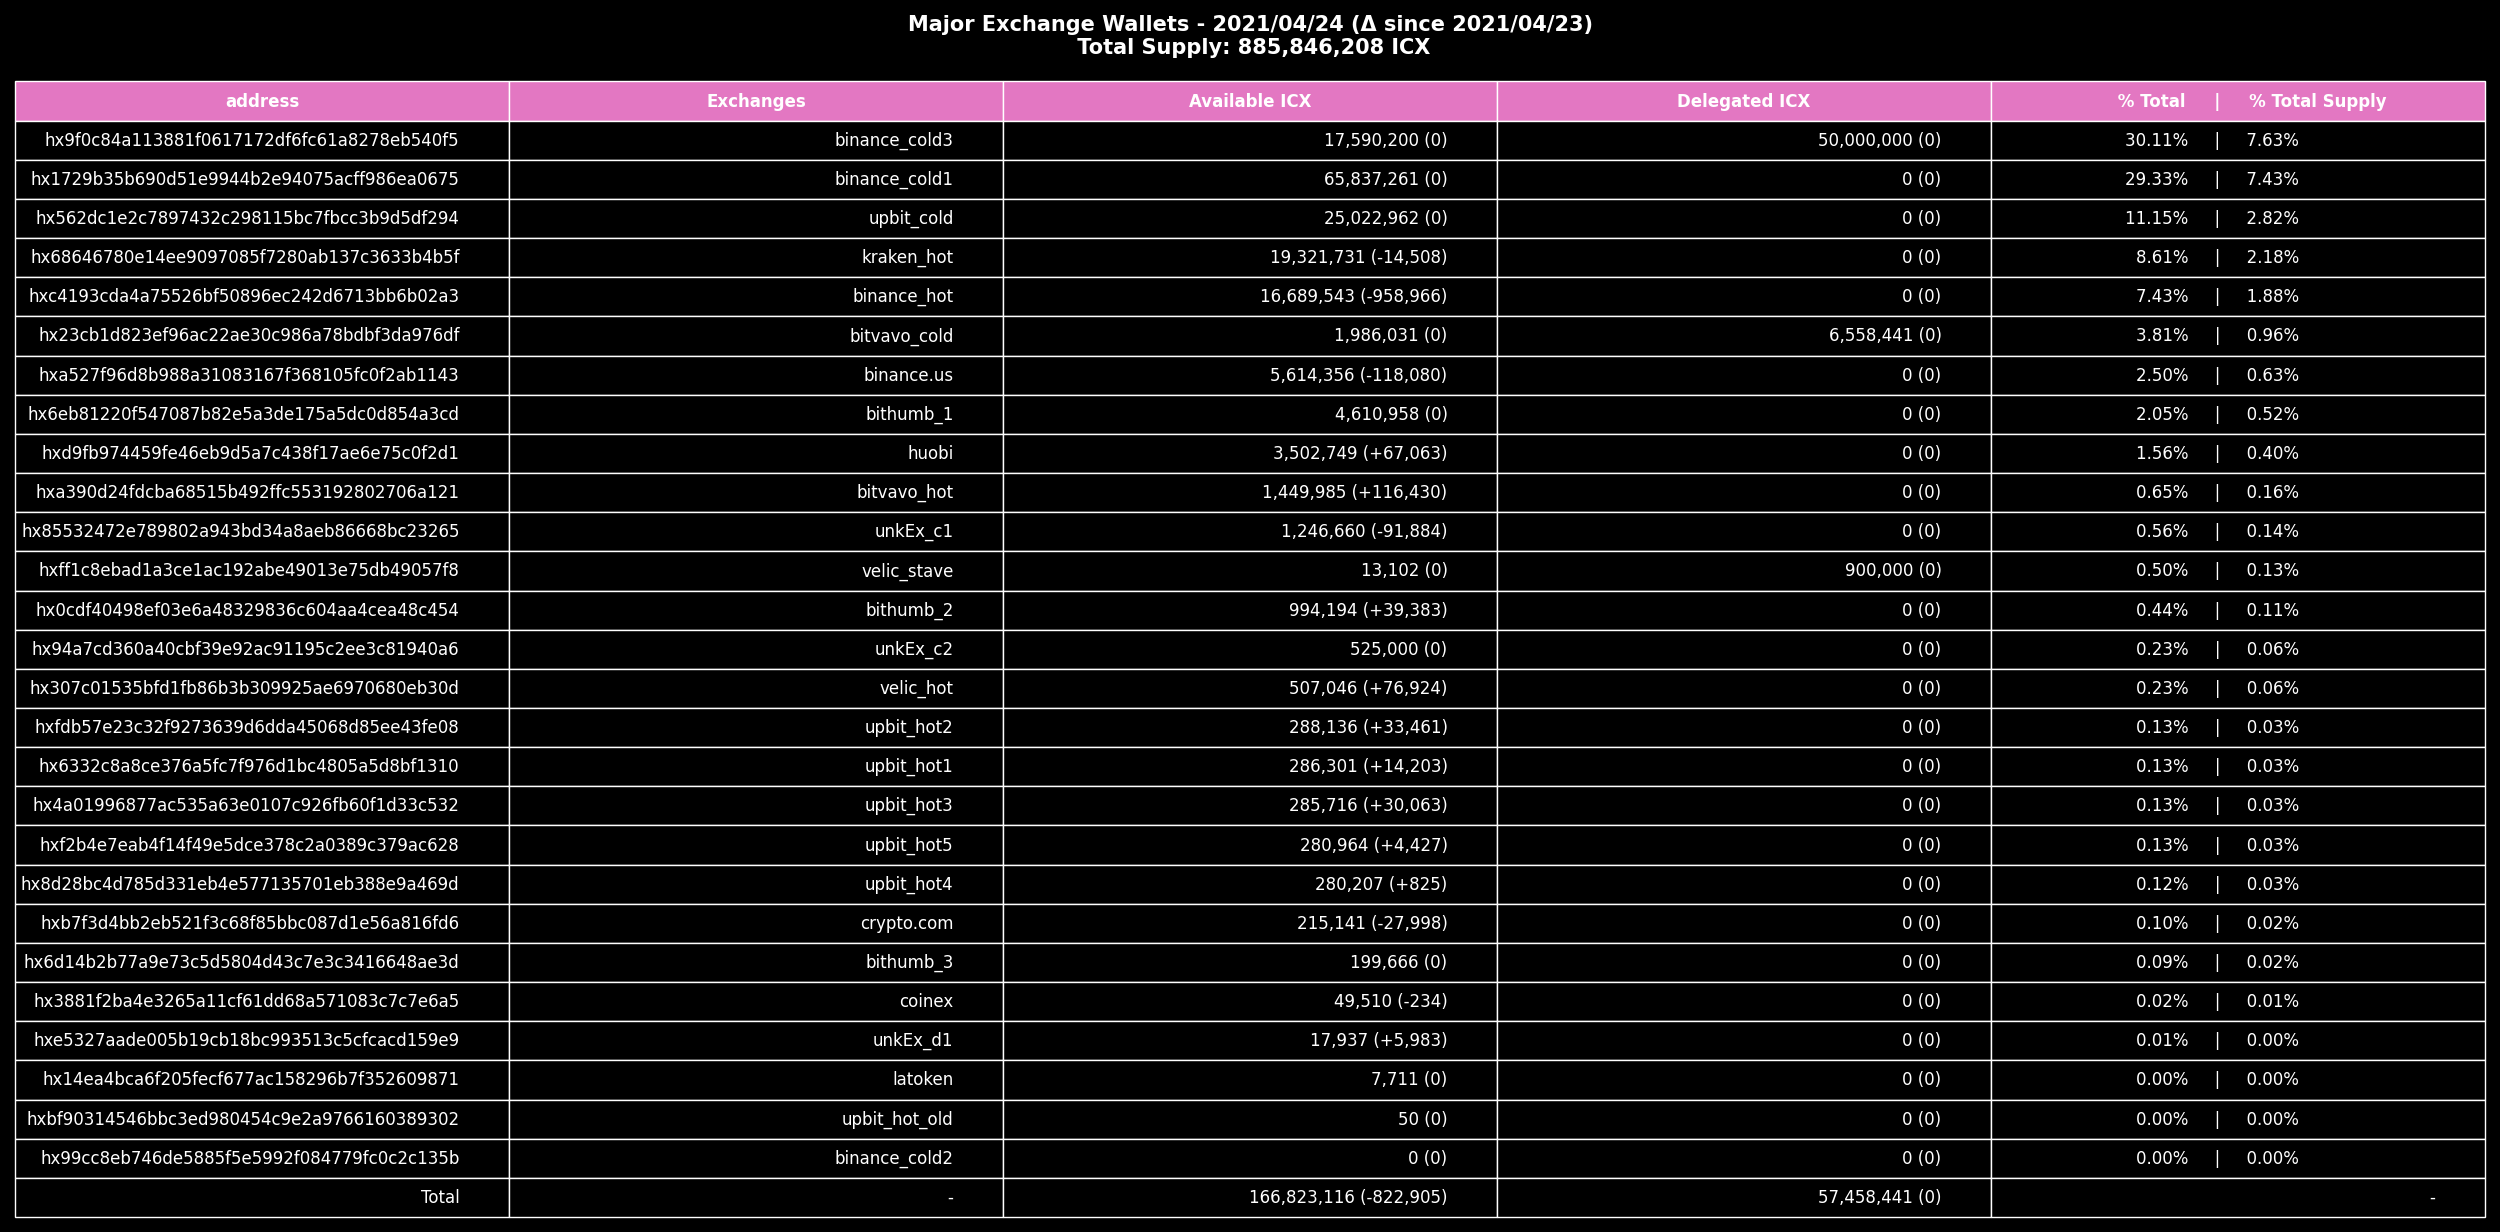 Major Exchange Wallets - 2021/04/24 (Δ since 2021/04/23)
Total Supply: 885,846,208 ICX
address Exchanges Available ICX Delegated ICX % Total | % Total Supply
hx9f0c84a113881f0617172df6fc61a8278eb540f5 binance_cold3 17,590,200 (0) 50,000,000 (0) 30.11% | 7.63%
hx1729b35b690d51e9944b2e94075acff986ea0675 binance_cold1 65,837,261 (0) 0 (0) 29.33% | 7.43%
hx562dc1e2c7897432c298115bc7fbcc3b9d5df294 upbit_cold 25,022,962 (0) 0 (0) 11.15% | 2.82%
hx68646780e14ee9097085f7280ab137c3633b4b5f kraken_hot 19,321,731 (-14,508) 0 (0) 8.61% | 2.18%
hxc4193cda4a75526bf50896ec242d6713bb6b02a3 binance_hot 16,689,543 (-958,966) 0 (0) 7.43% | 1.88%
hx23cb1d823ef96ac22ae30c986a78bdbf3da976df bitvavo_cold 1,986,031 (0) 6,558,441 (0) 3.81% | 0.96%
hxa527f96d8b988a31083167f368105fc0f2ab1143 binance.us 5,614,356 (-118,080) 0 (0) 2.50% | 0.63%
hx6eb81220f547087b82e5a3de175a5dc0d854a3cd bithumb_1 4,610,958 (0) 0 (0) 2.05% | 0.52%
hxd9fb974459fe46eb9d5a7c438f17ae6e75c0f2d1 huobi 3,502,749 (+67,063) 0 (0) 1.56% | 0.40%
hxa390d24fdcba68515b492ffc553192802706a121 bitvavo_hot 1,449,985 (+116,430) 0 (0) 0.65% | 0.16%
hx85532472e789802a943bd34a8aeb86668bc23265 unkEx_c1 1,246,660 (-91,884) 0 (0) 0.56% | 0.14%
hxff1c8ebad1a3ce1ac192abe49013e75db49057f8 velic_stave 13,102 (0) 900,000 (0) 0.50% | 0.13%
hx0cdf40498ef03e6a48329836c604aa4cea48c454 bithumb_2 994,194 (+39,383) 0 (0) 0.44% | 0.11%
hx94a7cd360a40cbf39e92ac91195c2ee3c81940a6 unkEx_c2 525,000 (0) 0 (0) 0.23% | 0.06%
hx307c01535bfd1fb86b3b309925ae6970680eb30d velic_hot 507,046 (+76,924) 0 (0) 0.23% | 0.06%
hxfdb57e23c32f9273639d6dda45068d85ee43fe08 upbit_hot2 288,136 (+33,461) 0 (0) 0.13% | 0.03%
hx6332c8a8ce376a5fc7f976d1bc4805a5d8bf1310 upbit_hot1 286,301 (+14,203) 0 (0) 0.13% | 0.03%
hx4a01996877ac535a63e0107c926fb60f1d33c532 upbit_hot3 285,716 (+30,063) 0 (0) 0.13% | 0.03%
hxf2b4e7eab4f14f49e5dce378c2a0389c379ac628 upbit_hot5 280,964 (+4,427) 0 (0) 0.13% | 0.03%
hx8d28bc4d785d331eb4e577135701eb388e9a469d upbit_hot4 280,207 (+825) 0 (0) 0.12% | 0.03%
hxb7f3d4bb2eb521f3c68f85bbc087d1e56a816fd6 crypto.com 215,141 (-27,998) 0 (0) 0.10% | 0.02%
hx6d14b2b77a9e73c5d5804d43c7e3c3416648ae3d bithumb_3 199,666 (0) 0 (0) 0.09% | 0.02%
hx3881f2ba4e3265a11cf61dd68a571083c7c7e6a5 coinex 49,510 (-234) 0 (0) 0.02% | 0.01%
hxe5327aade005b19cb18bc993513c5cfcacd159e9 unkEx_d1 17,937 (+5,983) 0 (0) 0.01% | 0.00%
hx14ea4bca6f205fecf677ac158296b7f352609871 latoken 7,711 (0) 0 (0) 0.00% | 0.00%
hxbf90314546bbc3ed980454c9e2a9766160389302 upbit_hot_old 50 (0) 0 (0) 0.00% | 0.00%
hx99cc8eb746de5885f5e5992f084779fc0c2c135b binance_cold2 0 (0) 0 (0) 0.00% | 0.00%
Total - 166,823,116 (-822,905) 57,458,441 (0) -